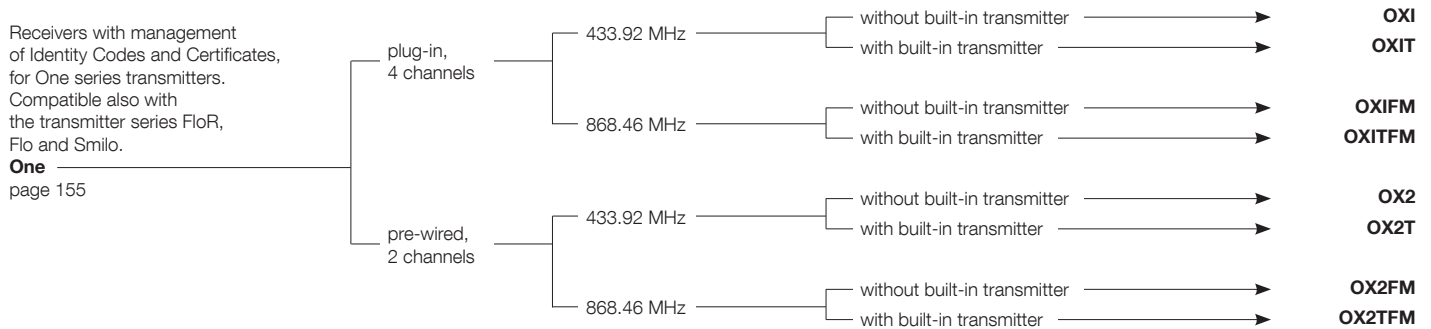 Receivers with management
of Identity Codes and Certificates,
for One series transmitters.
Compatible also with
the transmitter series FloR,
Flo and Smilo.
One
page 155
plug-in,
4 channels
433.92 MHz
without built-in transmitter
OXI
with built-in transmitter
OXIT
868.46 MHz
without built-in transmitter
OXIFM
with built-in transmitter
OXITFM
pre-wired,
2 channels
433.92 MHz
without built-in transmitter
OX2
with built-in transmitter
OX2T
868.46 MHz
without built-in transmitter
OX2FM
with built-in transmitter
OX2TFM